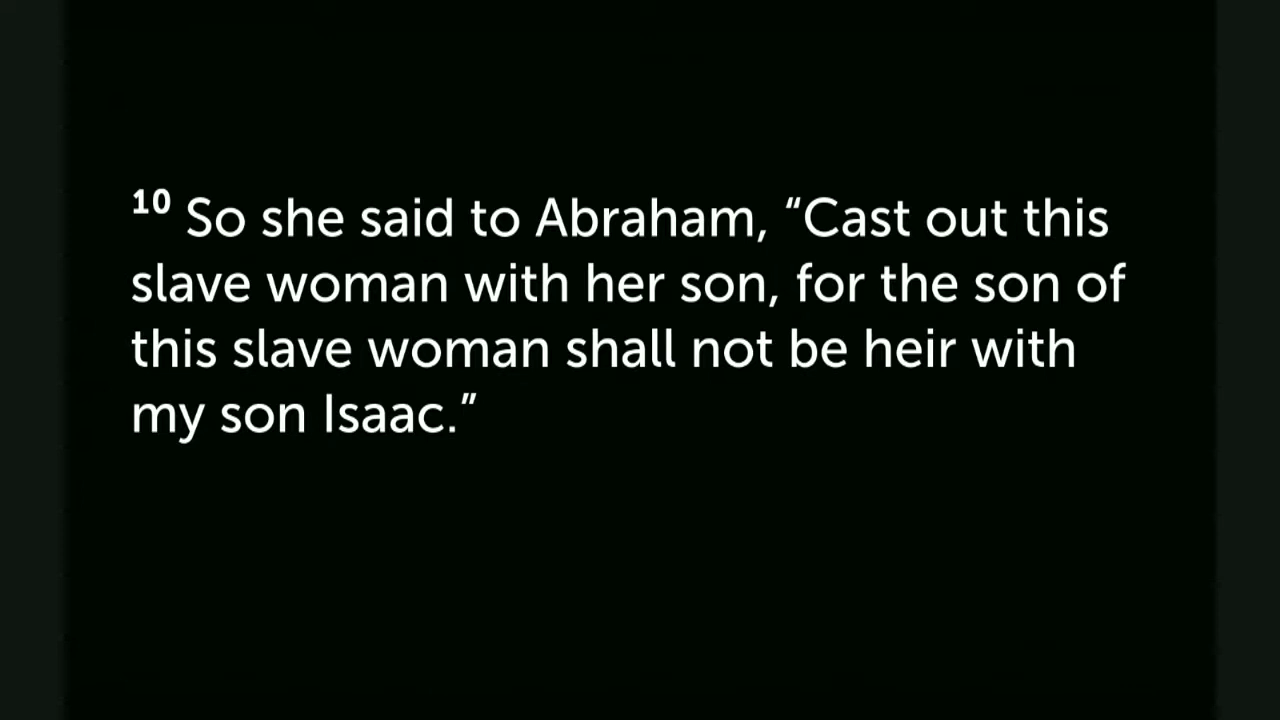 10 So she said to Abraham, “Cast out this
slave woman with her son, for the son of
this slave woman shall not be heir with
my son Isaac.”